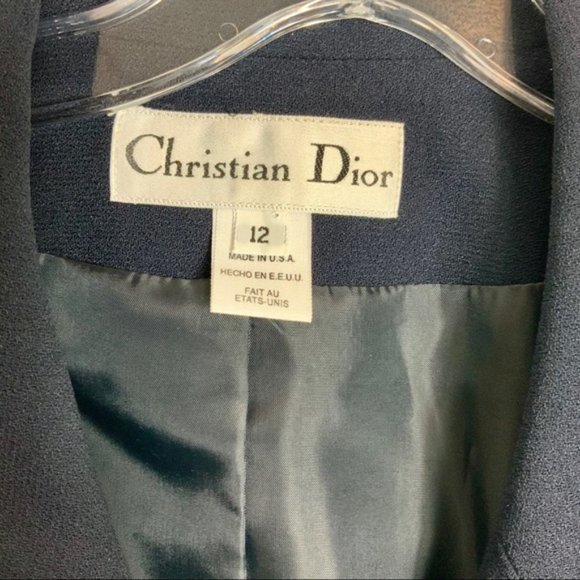 Christian Dior
12
MADE IN U.S.A.
HECHO EN E.E.U.U.
FAIT AU
ETATS-UNIS